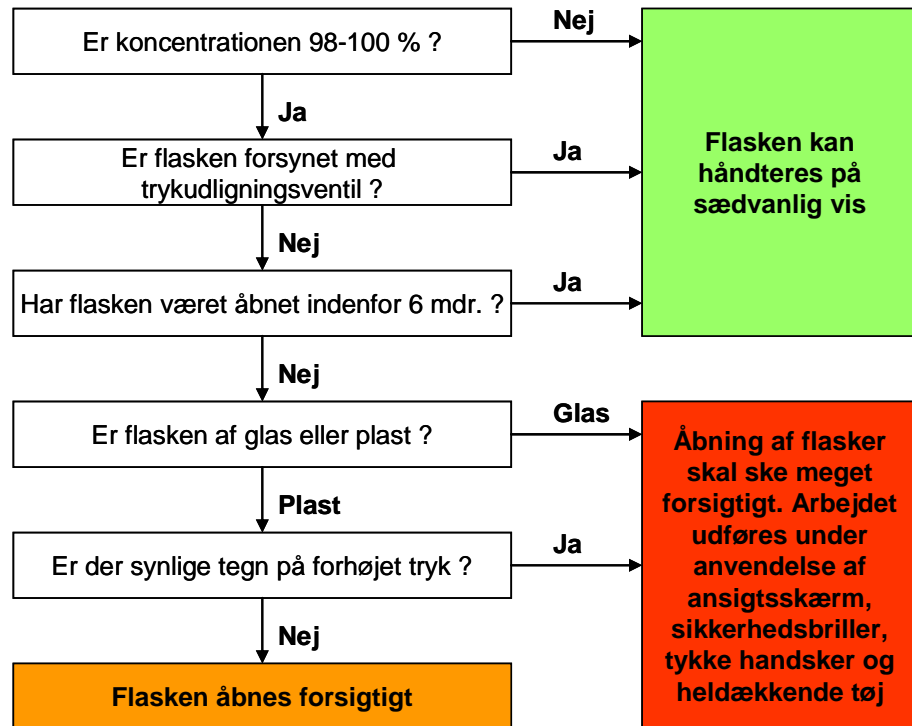 Er koncentrationen 98-100 % ?
Nej
Ja
Er flasken forsynet med
trykudligningsventil ?
Ja
Nej
Har flasken været åbnet indenfor 6 mdr. ?
Ja
Nej
Flasken kan
håndteres på
sædvanlig vis
Er flasken af glas eller plast ?
Glas
Plast
Er der synlige tegn på forhøjet tryk ?
Ja
Nej
Flasken åbnes forsigtigt
Åbning af flasker
skal ske meget
forsigtigt. Arbejdet
udføres under
anvendelse af
ansigtsskærm,
sikkerhedsbriller,
tykke handsker og
heldækkende tøj